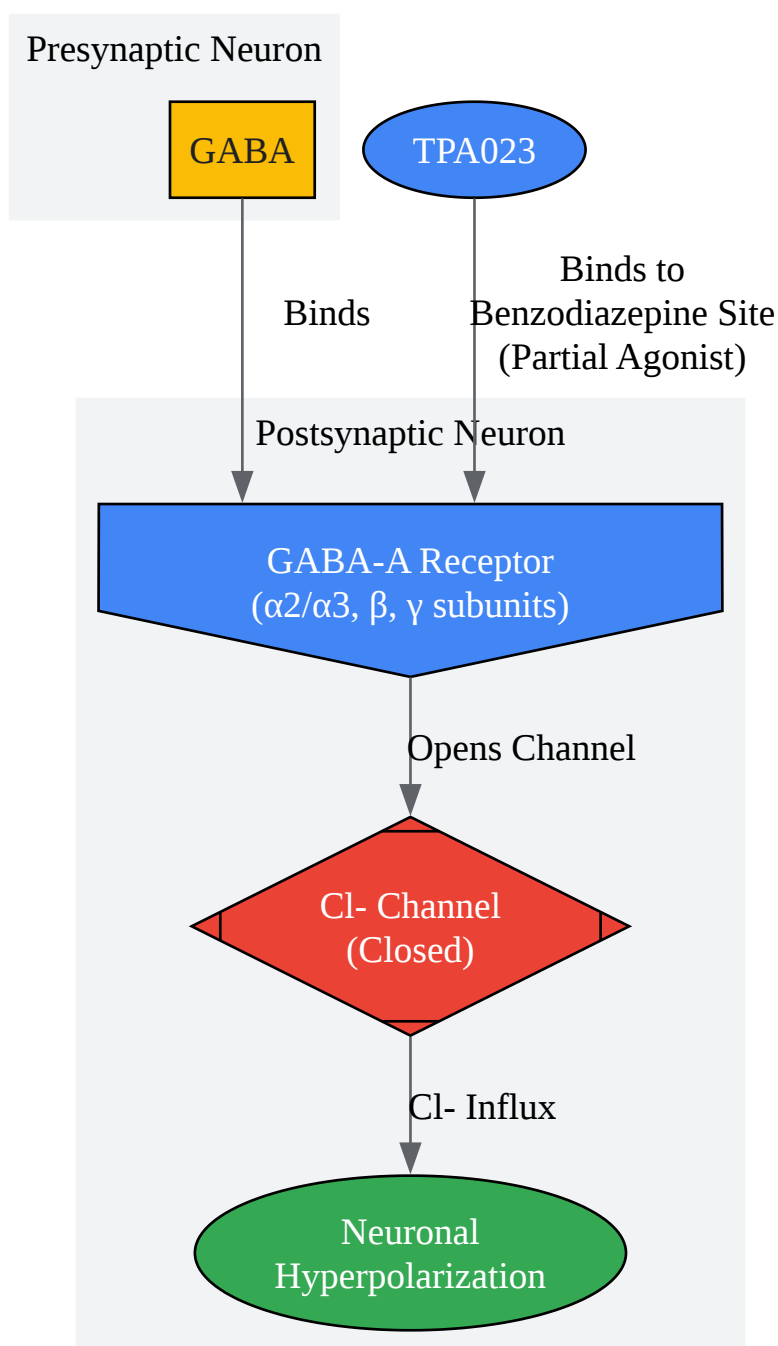 Presynaptic Neuron
GABA
TPA023
Binds
Binds to
Benzodiazepine Site
(Partial Agonist)
Postsynaptic Neuron
GABA-A Receptor
(α2/α3, β, γ subunits)
Opens Channel
Cl- Channel
(Closed)
Cl- Influx
Neuronal
Hyperpolarization